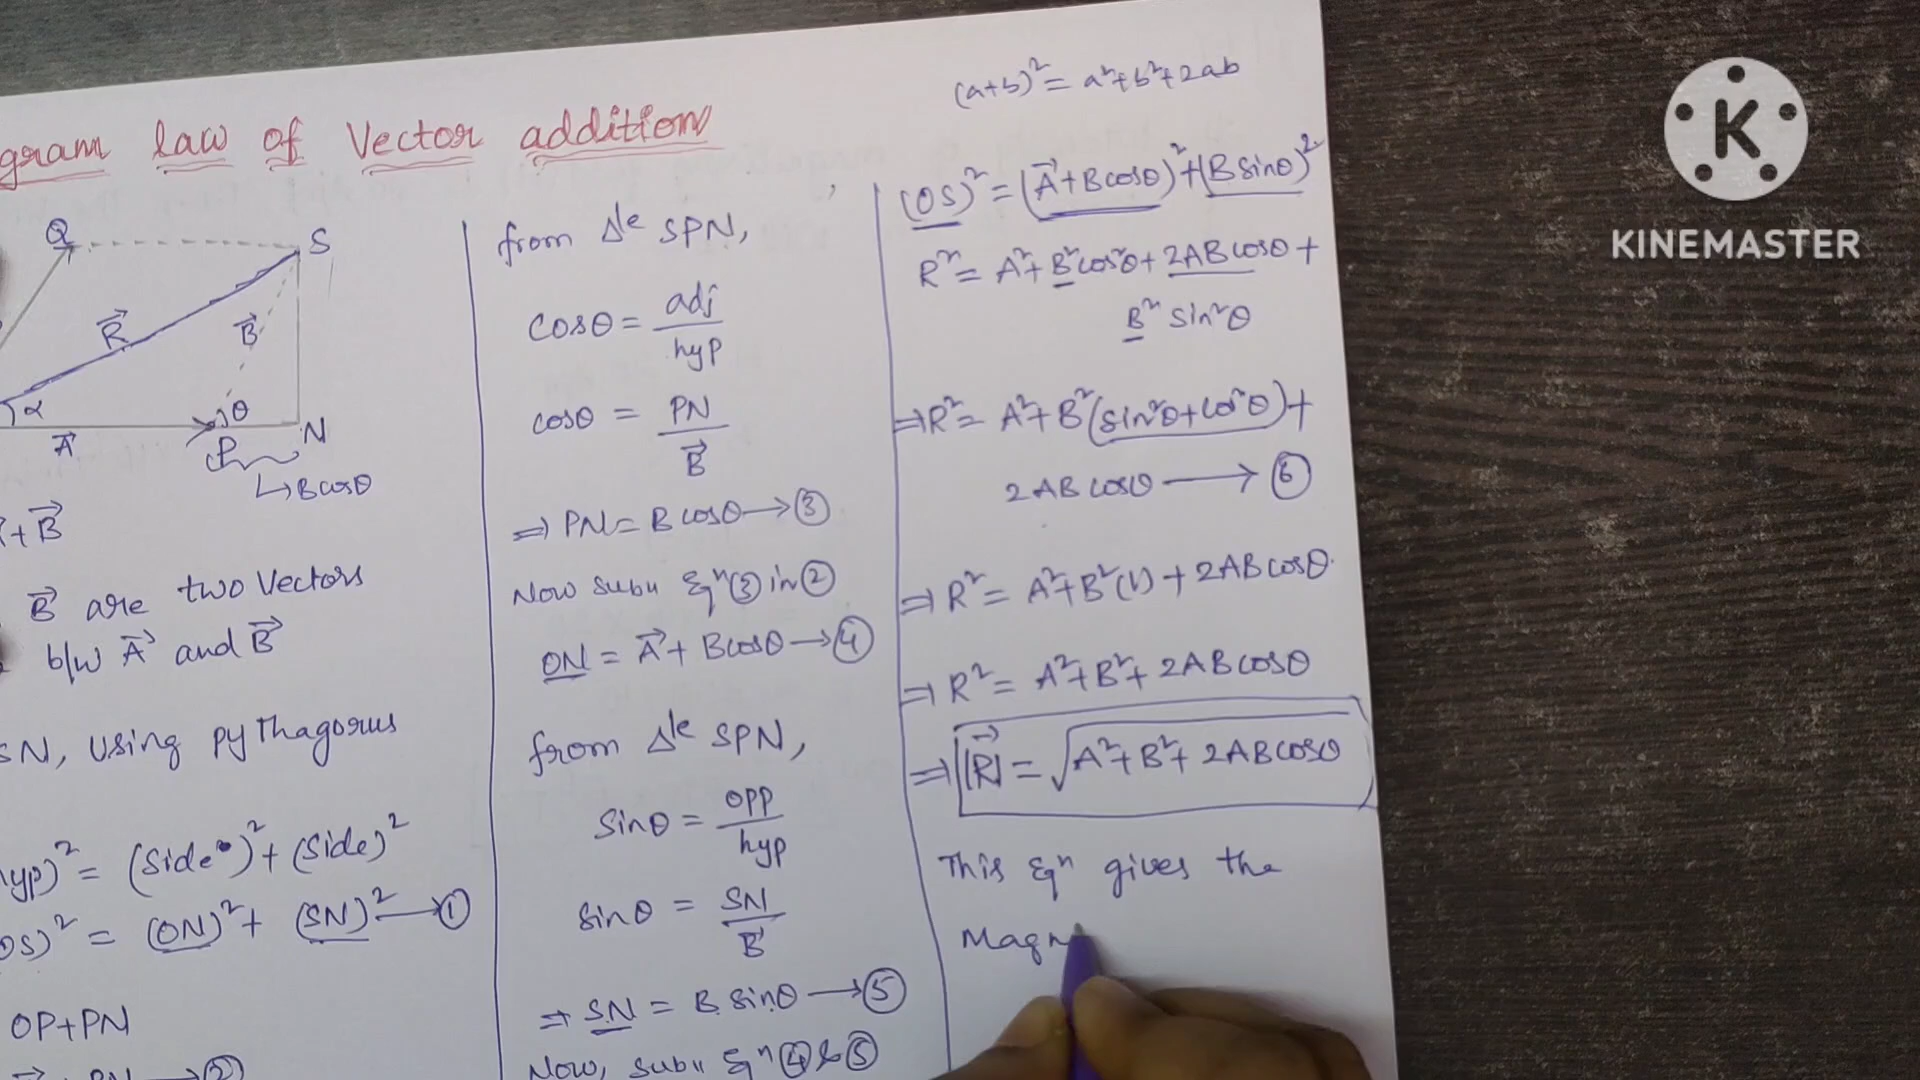 gram law of Vector addition
Q
S
R⃗
B⃗
α
θ
A⃗
P
N
↳Bcosθ
+B⃗
B⃗ are two Vectors
b/w A⃗ and B⃗
SN, using pythagorus
hyp)² = (Side)² + (Side)²
OS)² = (ON)² + (SN)² → ①
OP+PN
PN → ②
from Δle SPN,
Cosθ = adj/hyp
cosθ = PN/B⃗
⇒ PN = B cosθ → ③
Now subu Eqⁿ ③ in ②
ON = A⃗ + Bcosθ → ④
from Δle SPN,
Sinθ = opp/hyp
Sinθ = SN/B⃗
⇒ SN = B Sinθ → ⑤
Now, subu Eqⁿ ④ & ⑤
(a+b)² = a²+b²+2ab
(OS)² = (A⃗+Bcosθ)²+(B sinθ)²
R² = A²+B²cos²θ+2ABcosθ+
B² sin²θ
⇒R² = A²+B²(sin²θ+cos²θ)+
2AB cosθ → ⑥
⇒ R² = A²+B²(1)+2ABcosθ.
⇒ R² = A²+B²+2ABcosθ
⇒ |R⃗| = √A²+B²+2ABcosθ
This Eqⁿ gives the
Magn
K
KINEMASTER